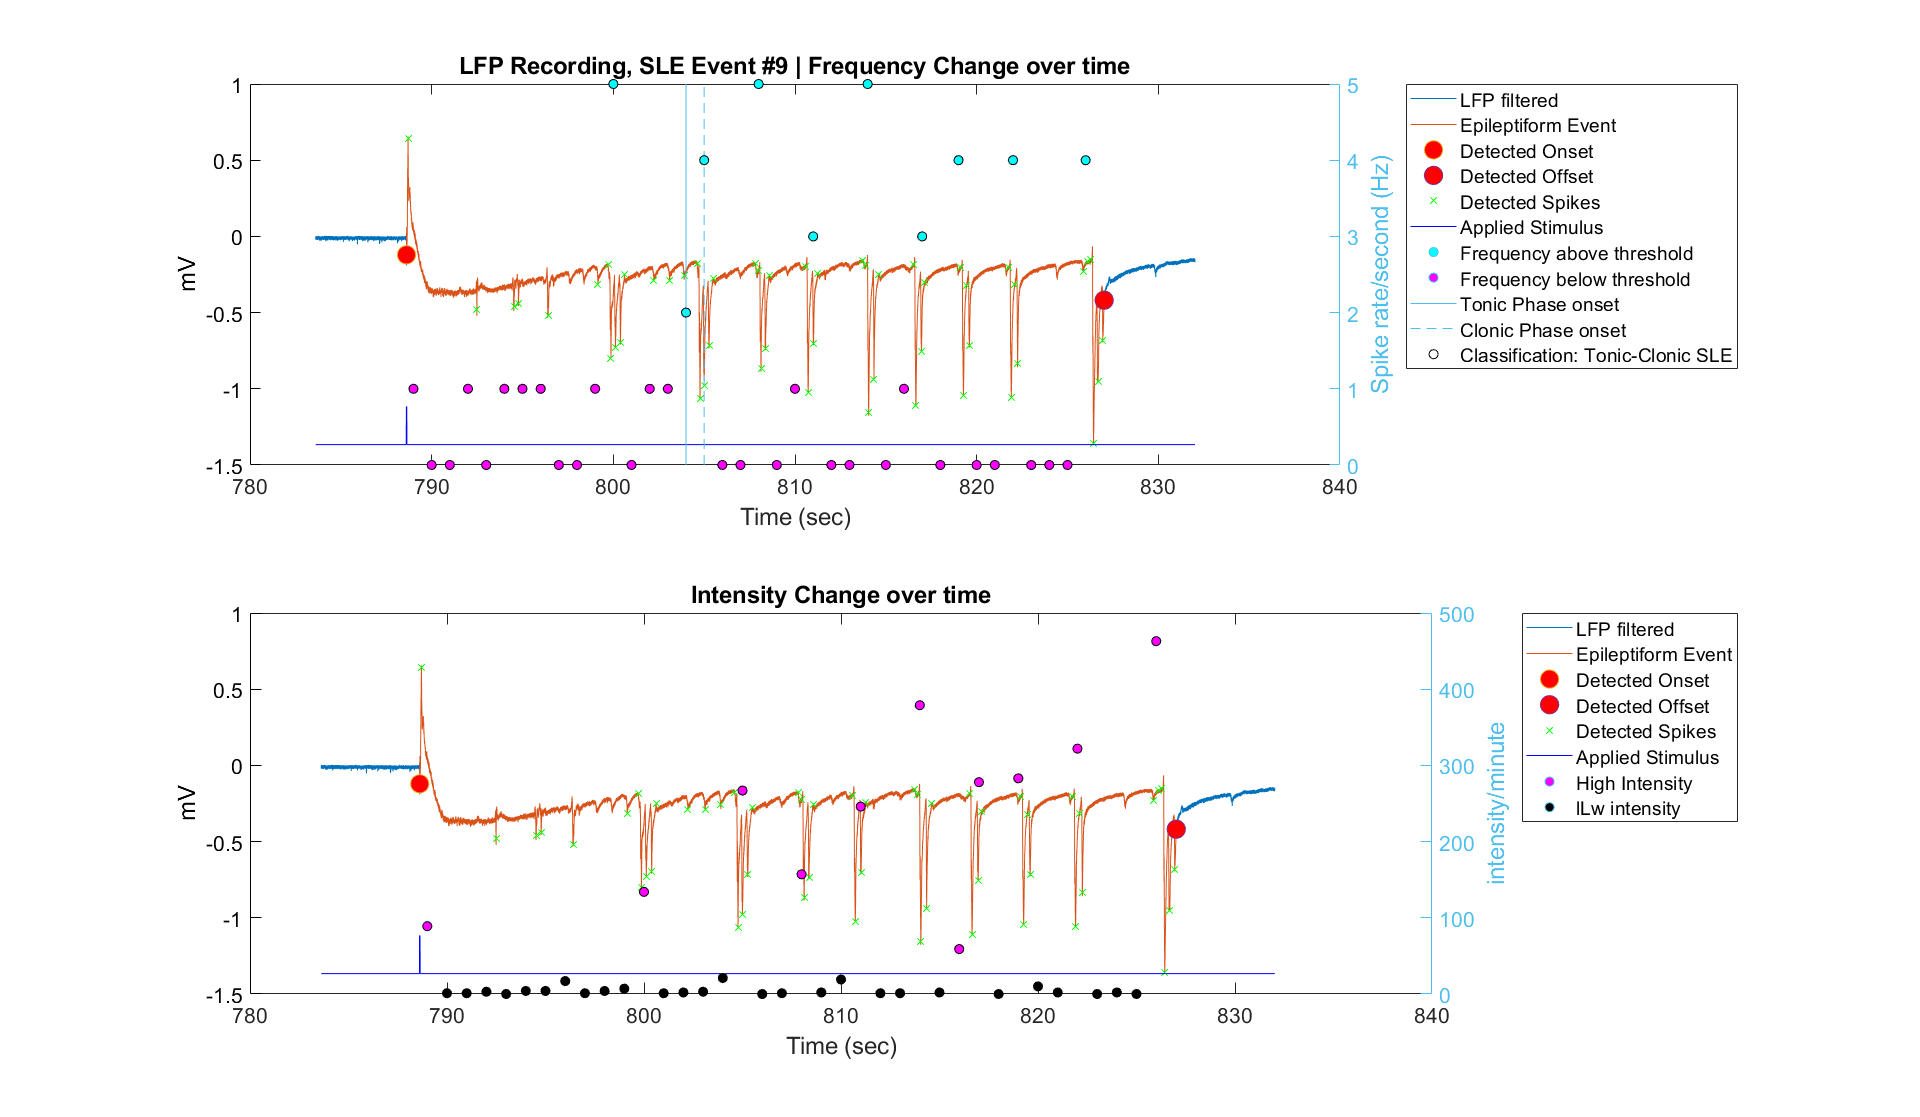 LFP Recording, SLE Event #9 | Frequency Change over time
1
0.5
0
-0.5
-1
-1.5
mV
5
4
3
2
1
0
Spike rate/second (Hz)
780
790
800
810
820
830
840
Time (sec)
LFP filtered
Epileptiform Event
Detected Onset
Detected Offset
Detected Spikes
Applied Stimulus
Frequency above threshold
Frequency below threshold
Tonic Phase onset
Clonic Phase onset
Classification: Tonic-Clonic SLE
Intensity Change over time
1
0.5
0
-0.5
-1
-1.5
mV
500
400
300
200
100
0
intensity/minute
780
790
800
810
820
830
840
Time (sec)
LFP filtered
Epileptiform Event
Detected Onset
Detected Offset
Detected Spikes
Applied Stimulus
High Intensity
lLw intensity